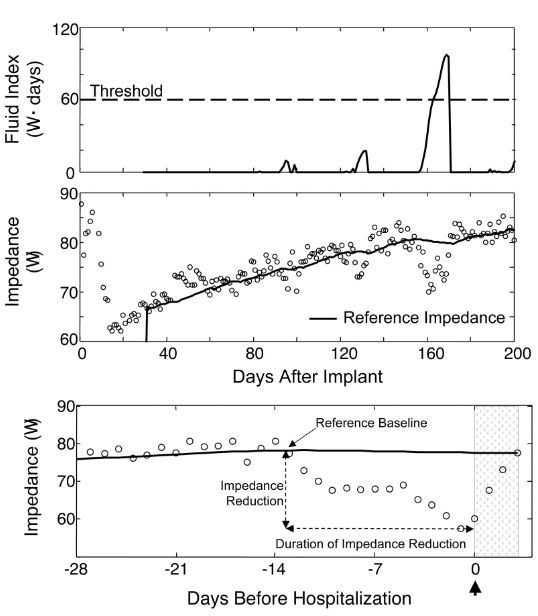 120
60
0
Fluid Index
(W· days)
Threshold
90
80
70
60
Impedance
(W)
Reference Impedance
0 40 80 120 160 200
Days After Implant
90
80
70
60
Impedance (W)
Reference Baseline
Impedance
Reduction
Duration of Impedance Reduction
-28 -21 -14 -7 0
Days Before Hospitalization